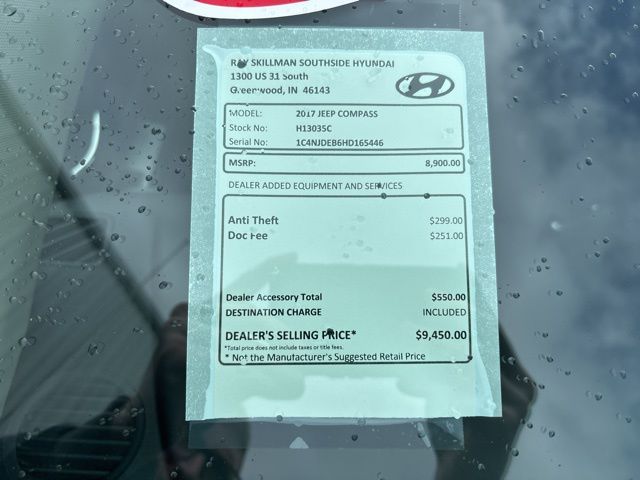 RAY SKILLMAN SOUTHSIDE HYUNDAI
1300 US 31 South
Greenwood, IN 46143
MODEL: 2017 JEEP COMPASS
Stock No: H13035C
Serial No: 1C4NJDEB6HD165446
MSRP: 8,900.00
DEALER ADDED EQUIPMENT AND SERVICES
Anti Theft $299.00
Doc Fee $251.00
Dealer Accessory Total $550.00
DESTINATION CHARGE INCLUDED
DEALER'S SELLING PRICE* $9,450.00
*Total price does not include taxes or title fees.
* Not the Manufacturer's Suggested Retail Price